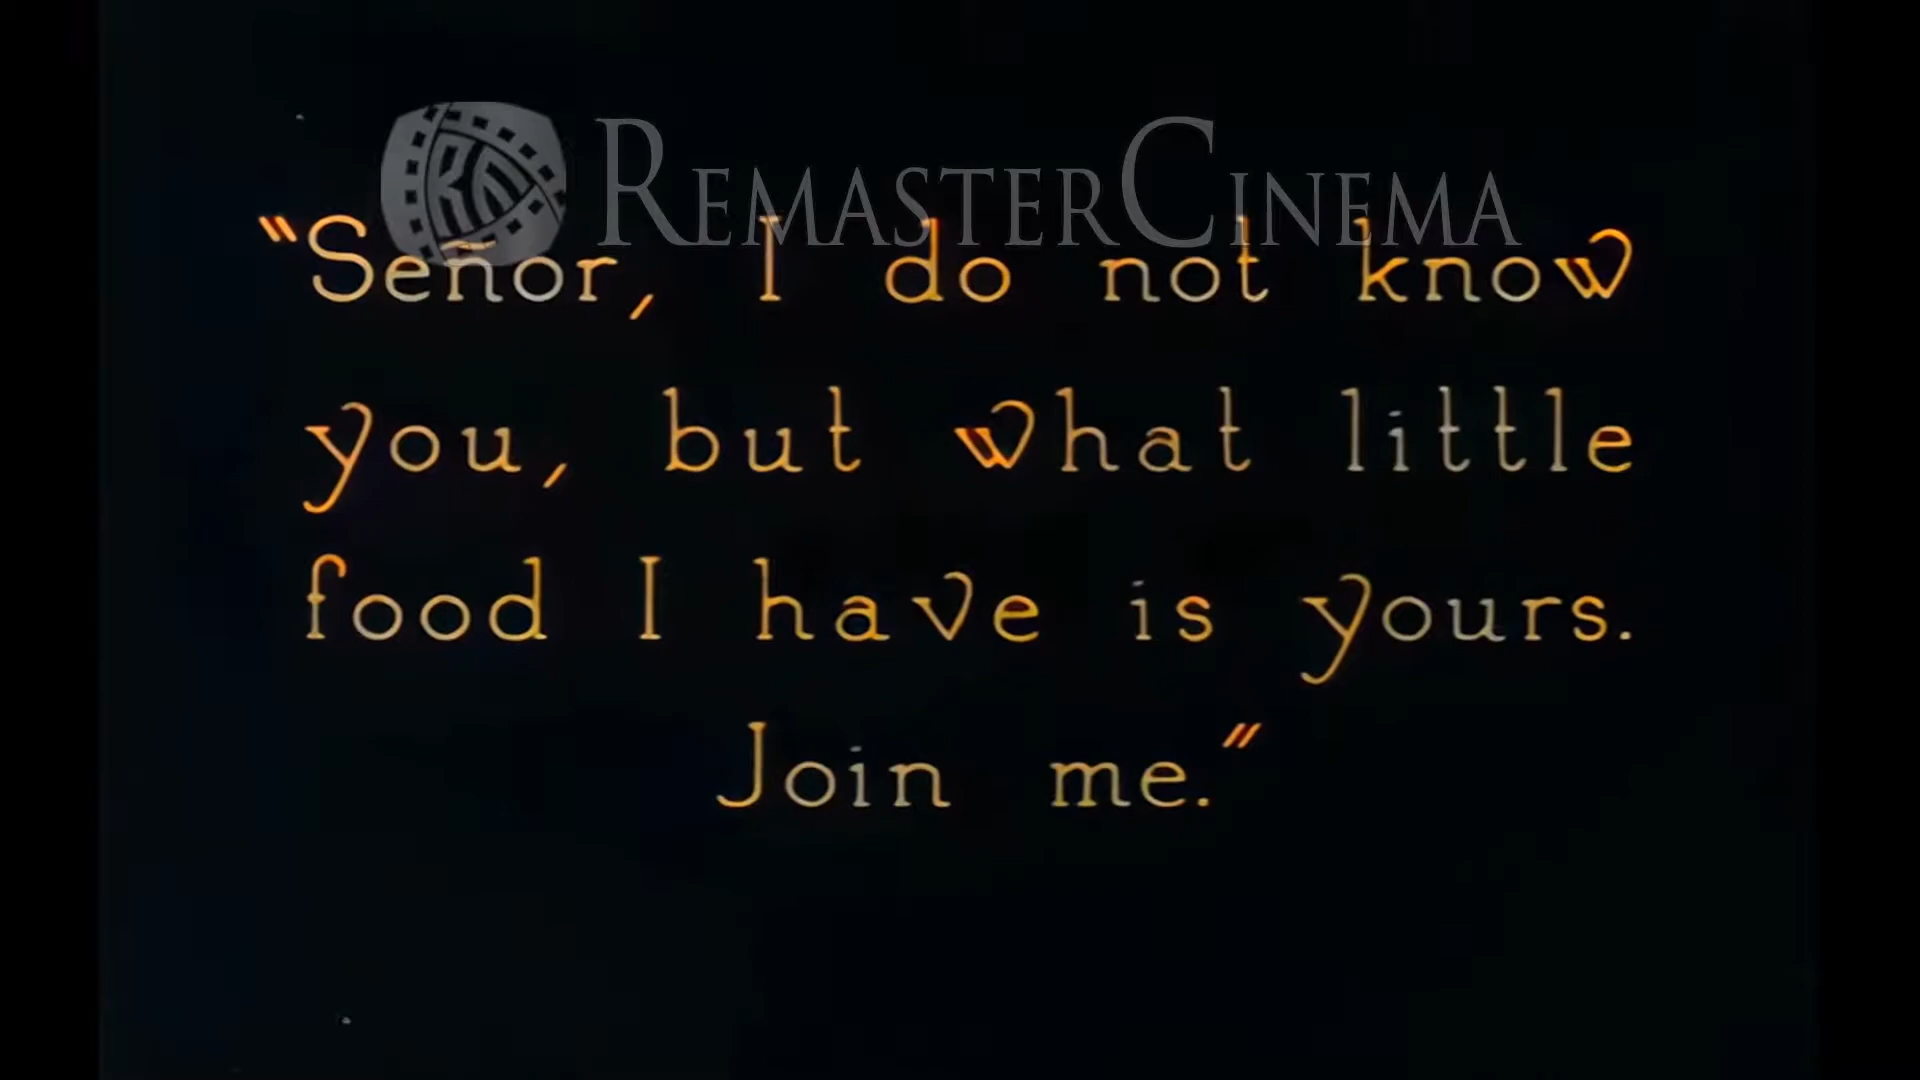 REMASTERCINEMA
"Señor, I do not know
you, but what little
food I have is yours.
Join me."